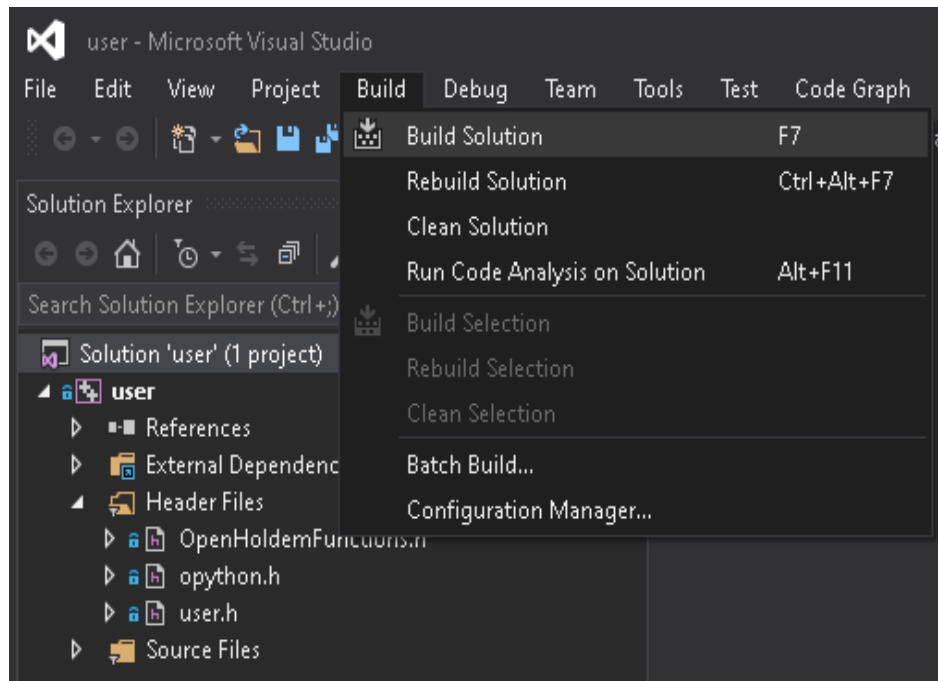 user - Microsoft Visual Studio
File Edit View Project Build Debug Team Tools Test Code Graph
Build Solution F7
Rebuild Solution Ctrl+Alt+F7
Clean Solution
Run Code Analysis on Solution Alt+F11
Build Selection
Rebuild Selection
Clean Selection
Batch Build...
Configuration Manager...
Solution Explorer
Search Solution Explorer (Ctrl+;)
Solution 'user' (1 project)
user
References
External Dependenc
Header Files
OpenHoldemFunctions.h
opython.h
user.h
Source Files